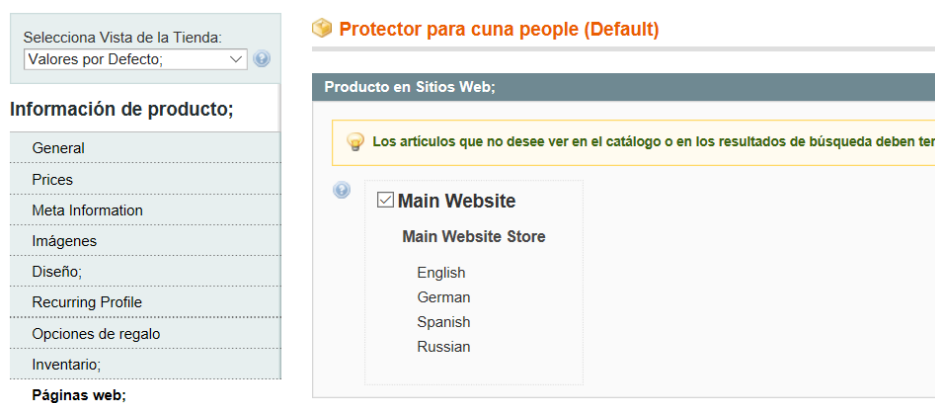 Selecciona Vista de la Tienda:
Valores por Defecto;
Información de producto;
General
Prices
Meta Information
Imágenes
Diseño;
Recurring Profile
Opciones de regalo
Inventario;
Páginas web;
Protector para cuna people (Default)
Producto en Sitios Web;
Los artículos que no desee ver en el catálogo o en los resultados de búsqueda deben ter
Main Website
Main Website Store
English
German
Spanish
Russian